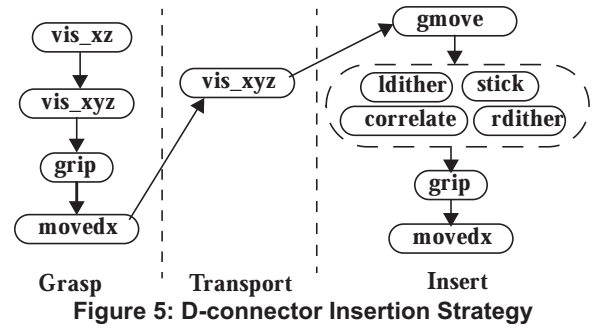 vis_xz
vis_xyz
grip
movedx
Grasp
vis_xyz
Transport
gmove
ldither stick
correlate rdither
grip
movedx
Insert
Figure 5: D-connector Insertion Strategy